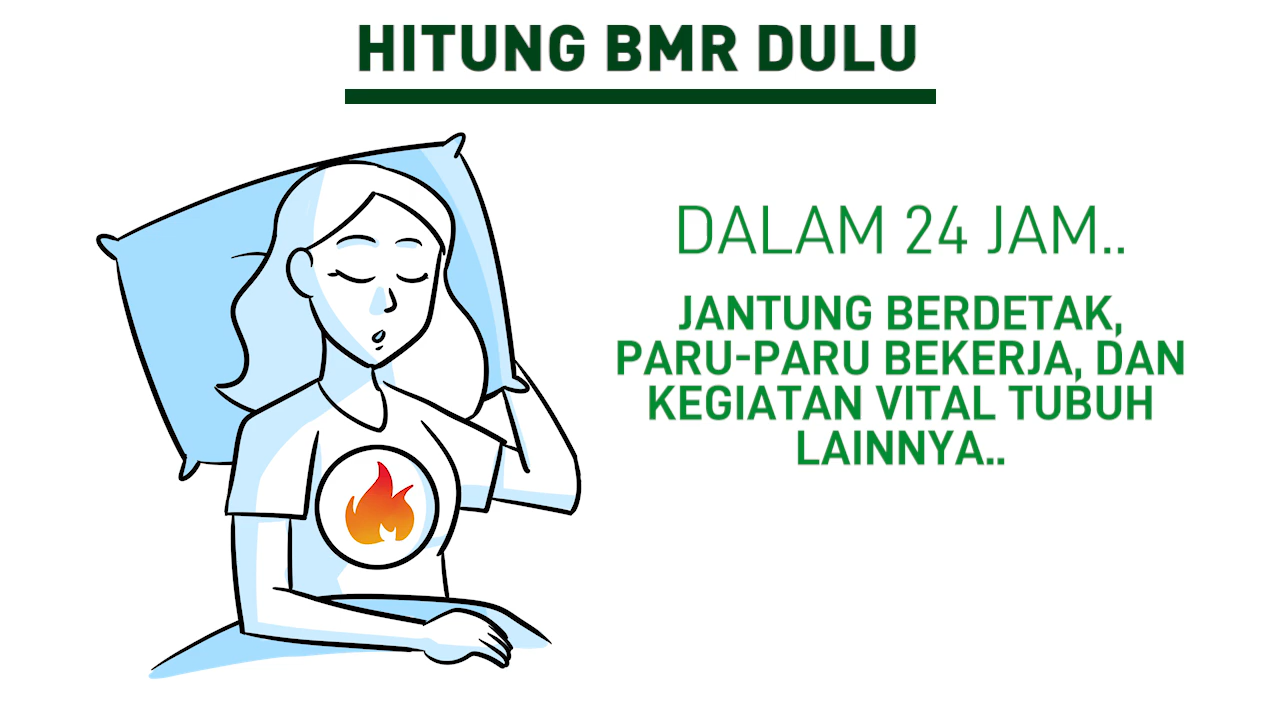 HITUNG BMR DULU
DALAM 24 JAM..
JANTUNG BERDETAK,
PARU-PARU BEKERJA, DAN
KEGIATAN VITAL TUBUH
LAINNYA..